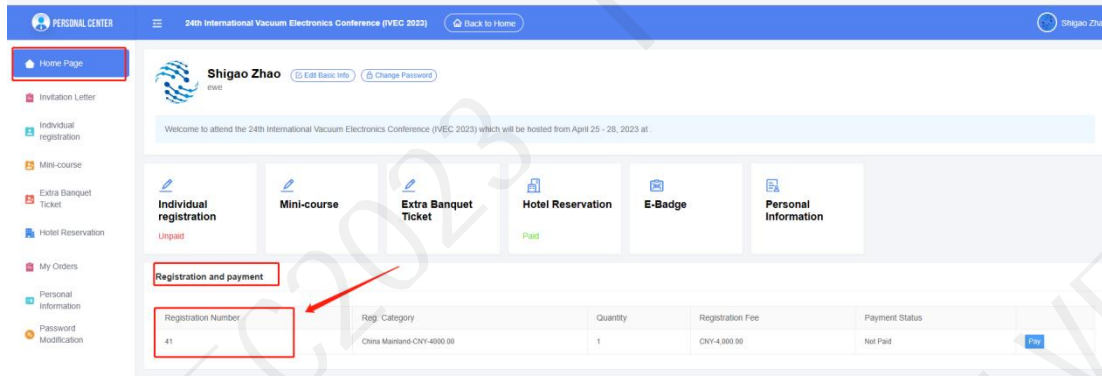 PERSONAL CENTER
24th International Vacuum Electronics Conference (IVEC 2023)
Back to Home
Shigao Zha
Home Page
Invitation Letter
Individual
registration
Mini-course
Extra Banquet
Ticket
Hotel Reservation
My Orders
Personal
Information
Password
Modification
Shigao Zhao
Edit Basic Info
Change Password
ewe
Welcome to attend the 24th International Vacuum Electronics Conference (IVEC 2023) which will be hosted from April 25 - 28, 2023 at .
Individual
registration
Unpaid
Mini-course
Extra Banquet
Ticket
Hotel Reservation
Paid
E-Badge
Personal
Information
Registration and payment
Registration Number Reg. Category Quantity Registration Fee Payment Status
41 China Mainland-CNY-4000.00 1 CNY-4,000.00 Not Paid Pay